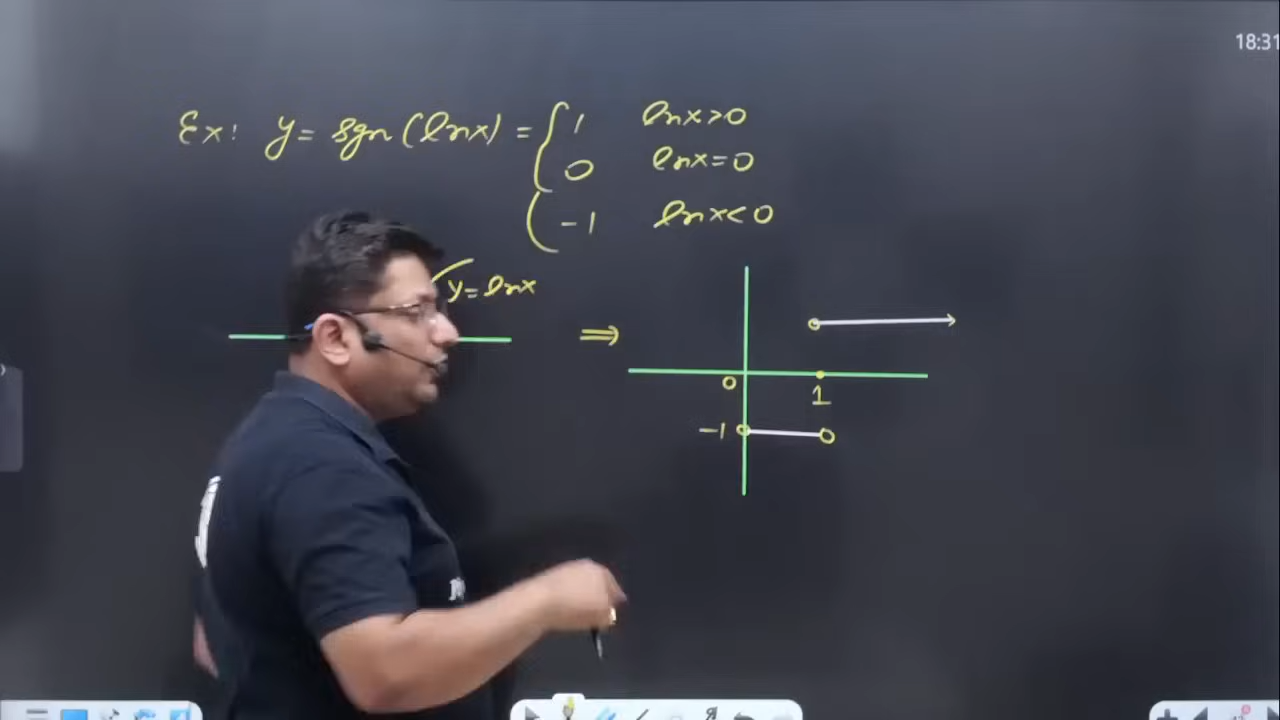 18:31
Ex: y = sgn(lnx) = { 1 lnx>0
0 lnx=0
-1 lnx<0
y=lnx
⇒
0
1
-1